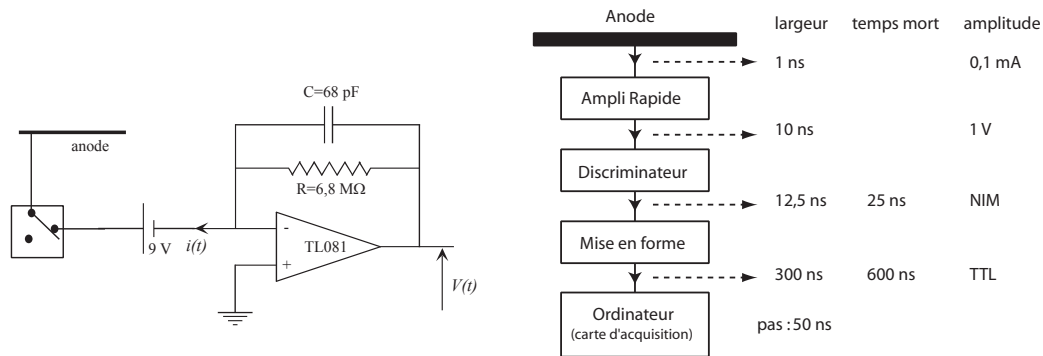 C=68 pF
anode
R=6,8 MΩ
9 V
i(t)
-
TL081
+
V(t)
Anode
largeur temps mort amplitude
1 ns 0,1 mA
Ampli Rapide
10 ns 1 V
Discriminateur
12,5 ns 25 ns NIM
Mise en forme
300 ns 600 ns TTL
Ordinateur
(carte d'acquisition)
pas : 50 ns